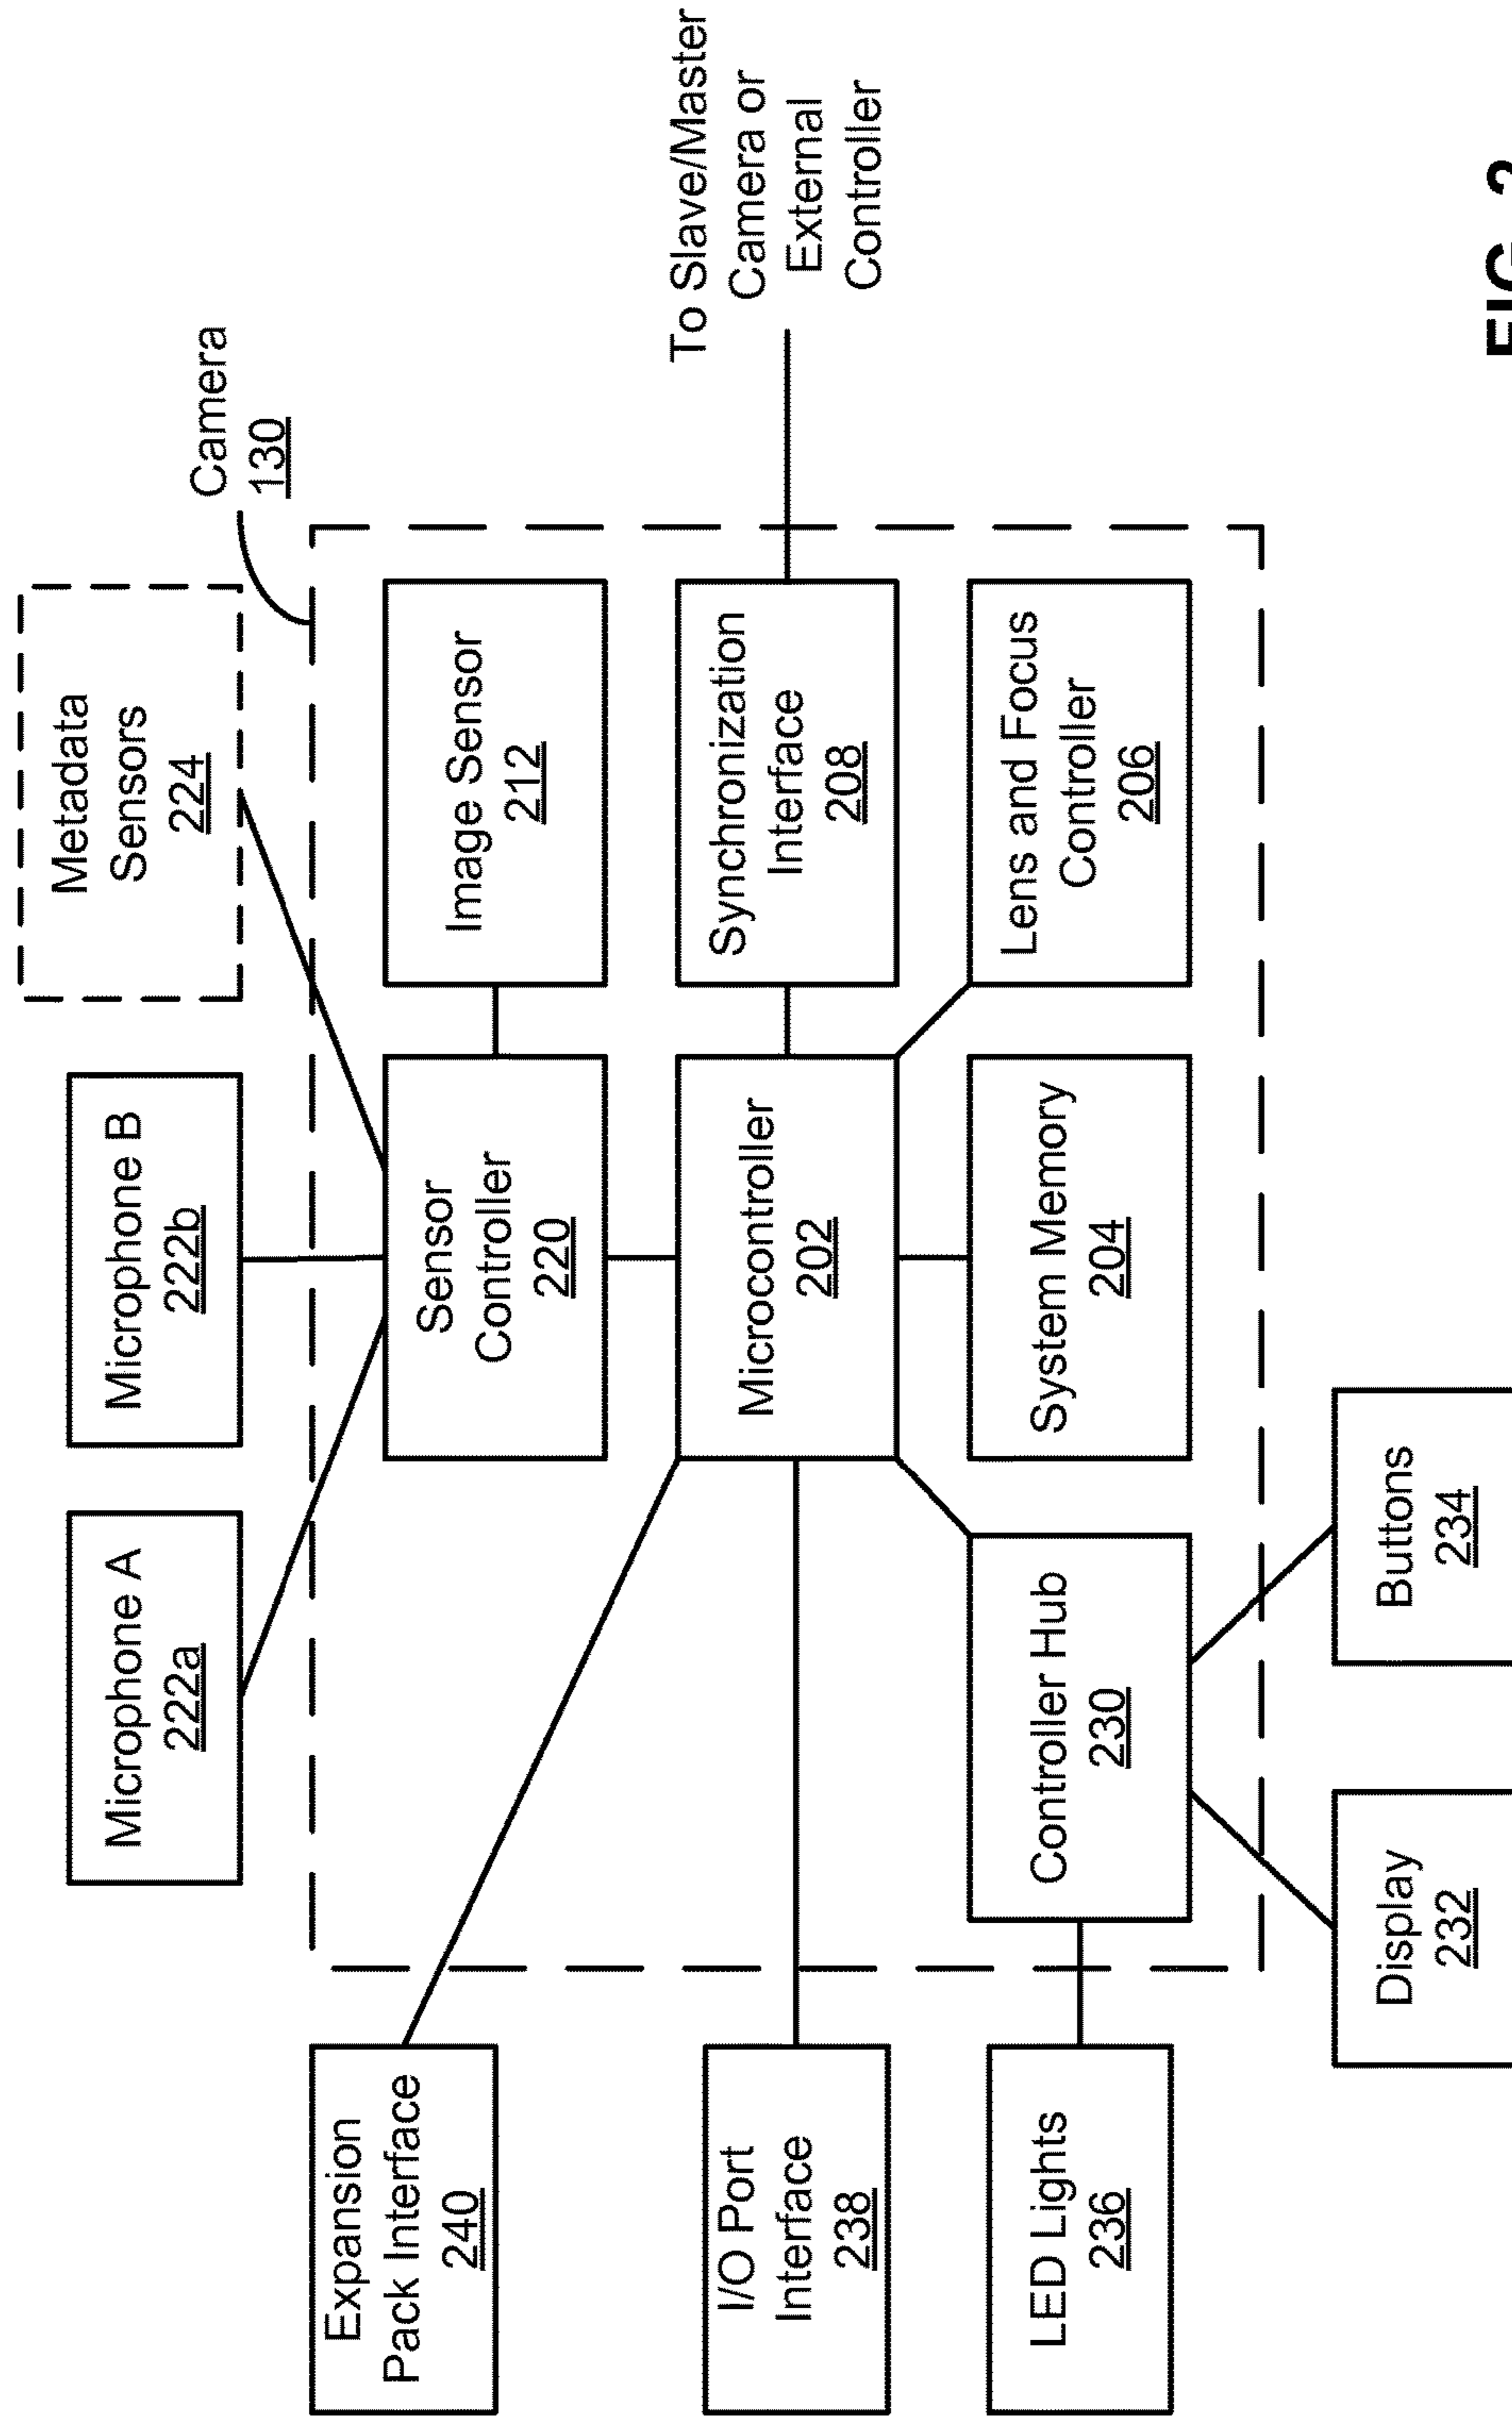 Metadata
Sensors
224
Camera
130
Microphone A
222a
Microphone B
222b
Expansion
Pack Interface
240
Sensor
Controller
220
Image Sensor
212
I/O Port
Interface
238
Microcontroller
202
Synchronization
Interface
208
To Slave/Master
Camera or
External
Controller
LED Lights
236
Controller Hub
230
System Memory
204
Lens and Focus
Controller
206
Display
232
Buttons
234
FIG. 2